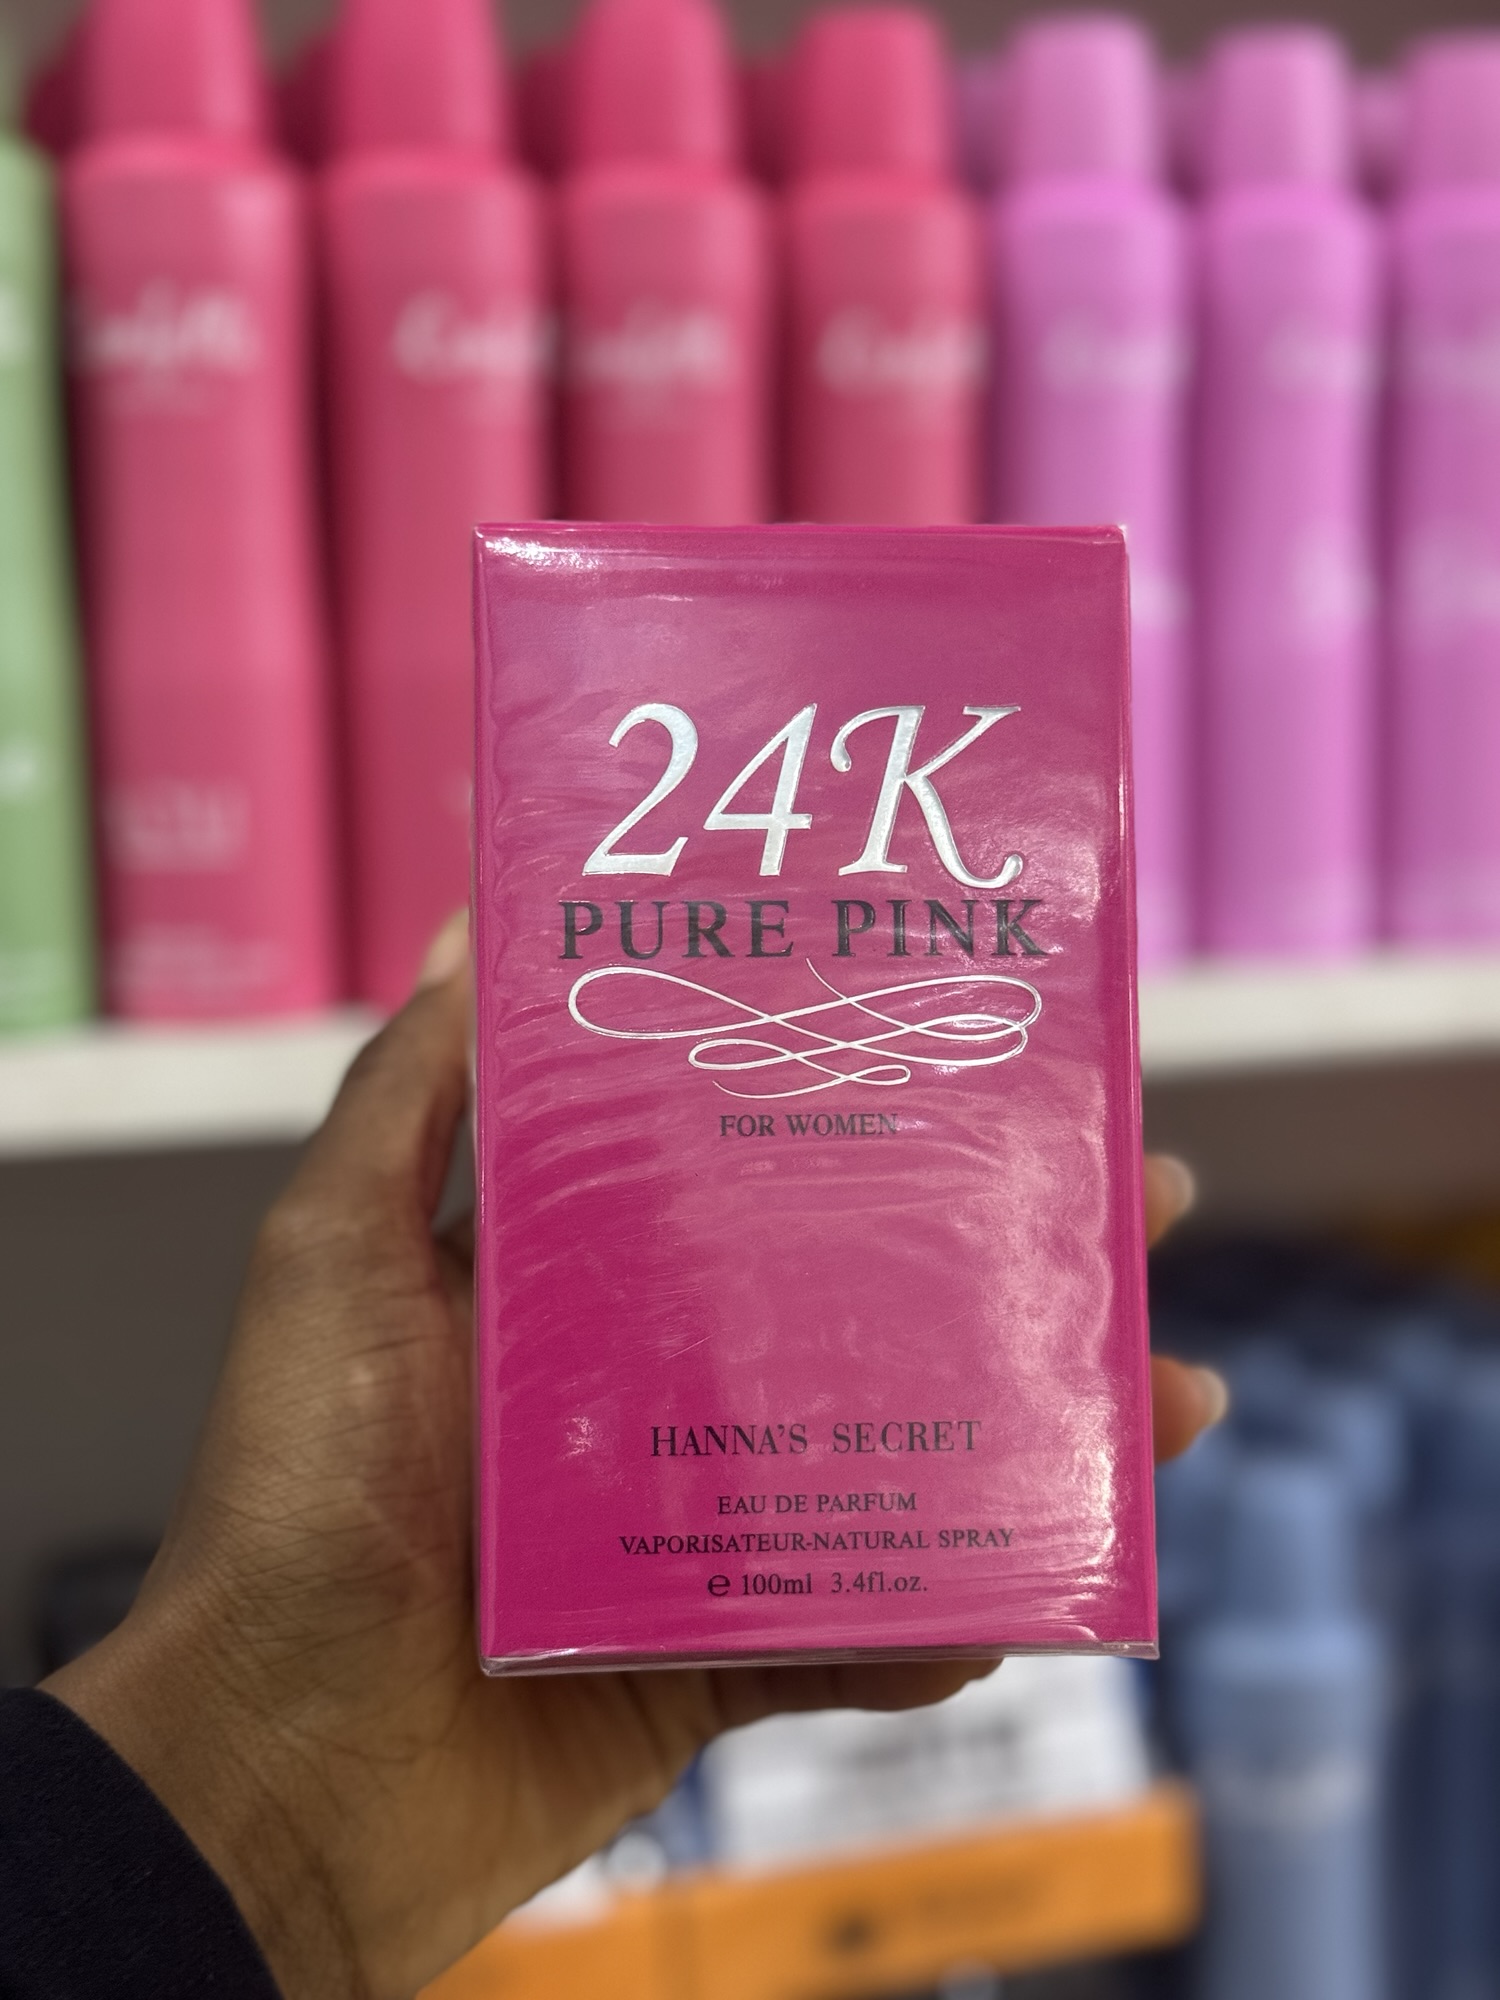 24K
PURE PINK
FOR WOMEN
HANNA'S SECRET
EAU DE PARFUM
VAPORISATEUR-NATURAL SPRAY
℮ 100ml 3.4fl.oz.